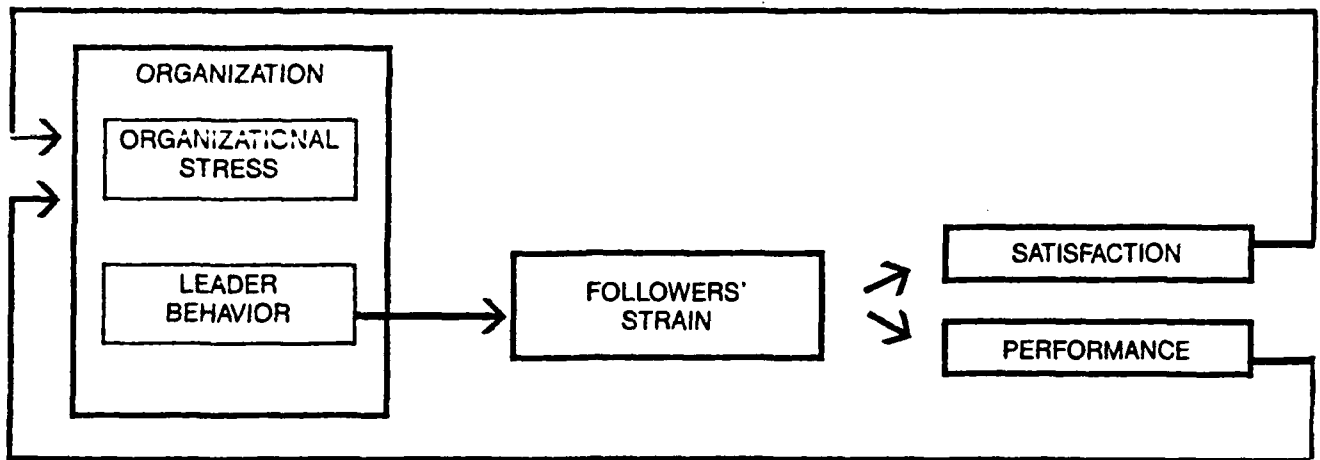 ORGANIZATION
ORGANIZATIONAL
STRESS
LEADER
BEHAVIOR
FOLLOWERS'
STRAIN
SATISFACTION
PERFORMANCE